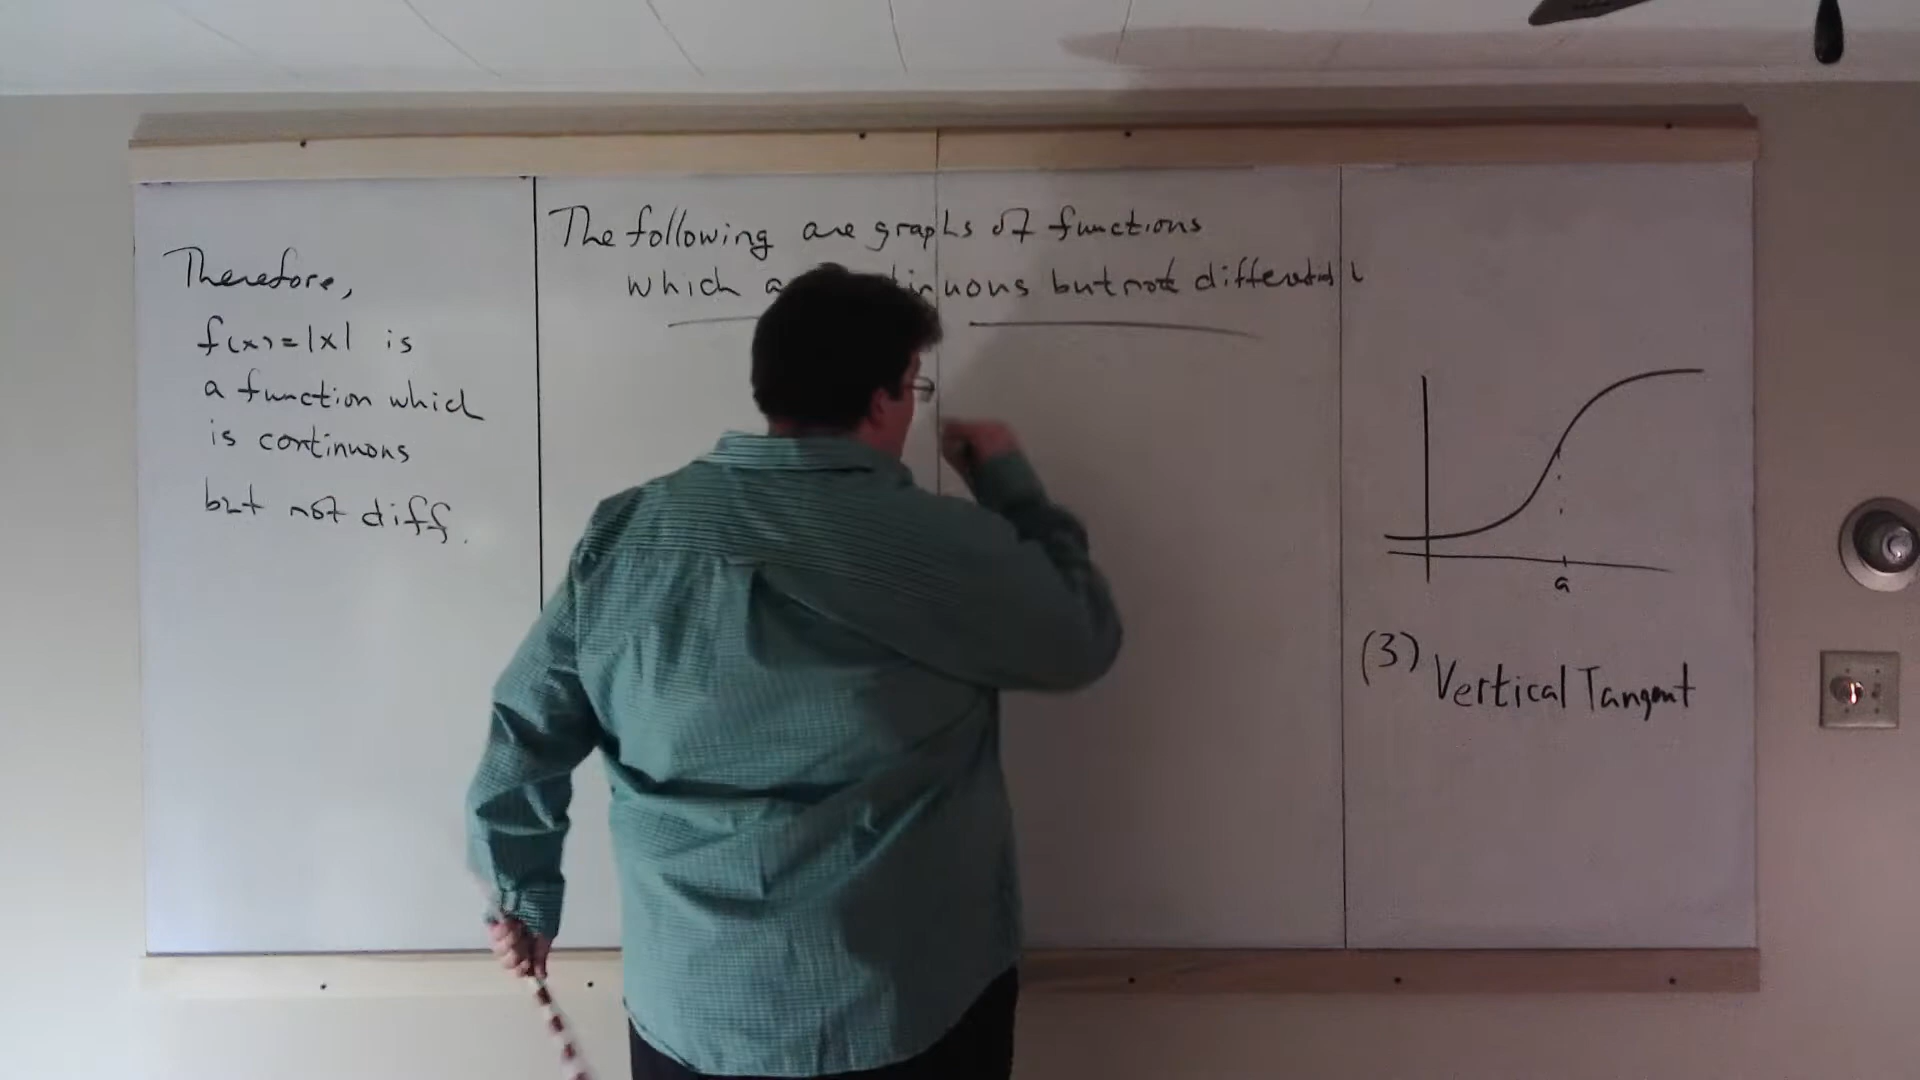 Therefore,
f(x)=|x| is
a function which
is continuous
but not diff.
The following are graphs of functions
which a inuous but not
a
(3)
Vertical Tangent